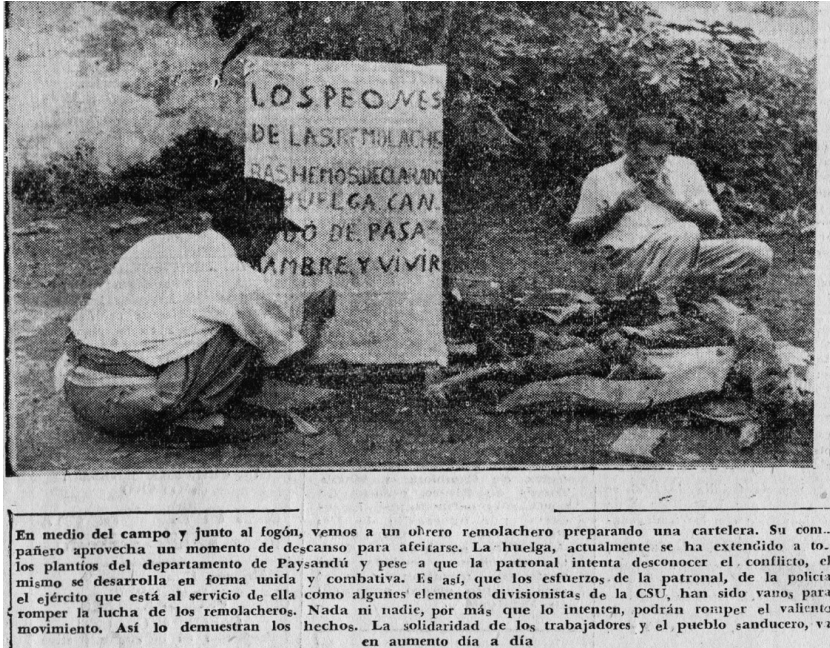 LOS PEONES
DE LAS REMOLACHE
RAS HEMOS DECLARADO
HUELGA CAN
DO DE PASA
AMBRE Y VIVIR
En medio del campo y junto al fogón, vemos a un obrero remolachero preparando una cartelera. Su com-
pañero aprovecha un momento de descanso para afeitarse. La huelga, actualmente se ha extendido a to-
los plantíos del departamento de Paysandú y pese a que la patronal intenta desconocer el conflicto, el
mismo se desarrolla en forma unida y combativa. Es así, que los esfuerzos de la patronal, de la policía
el ejército que está al servicio de ella como algunes elementos divisionistas de la CSU, han sido vanos para
romper la lucha de los remolacheros. Nada ni nadie, por más que lo intenten, podrán romper el valiente
movimiento. Así lo demuestran los hechos. La solidaridad de los trabajadores y el pueblo sanducero, va
en aumento día a día